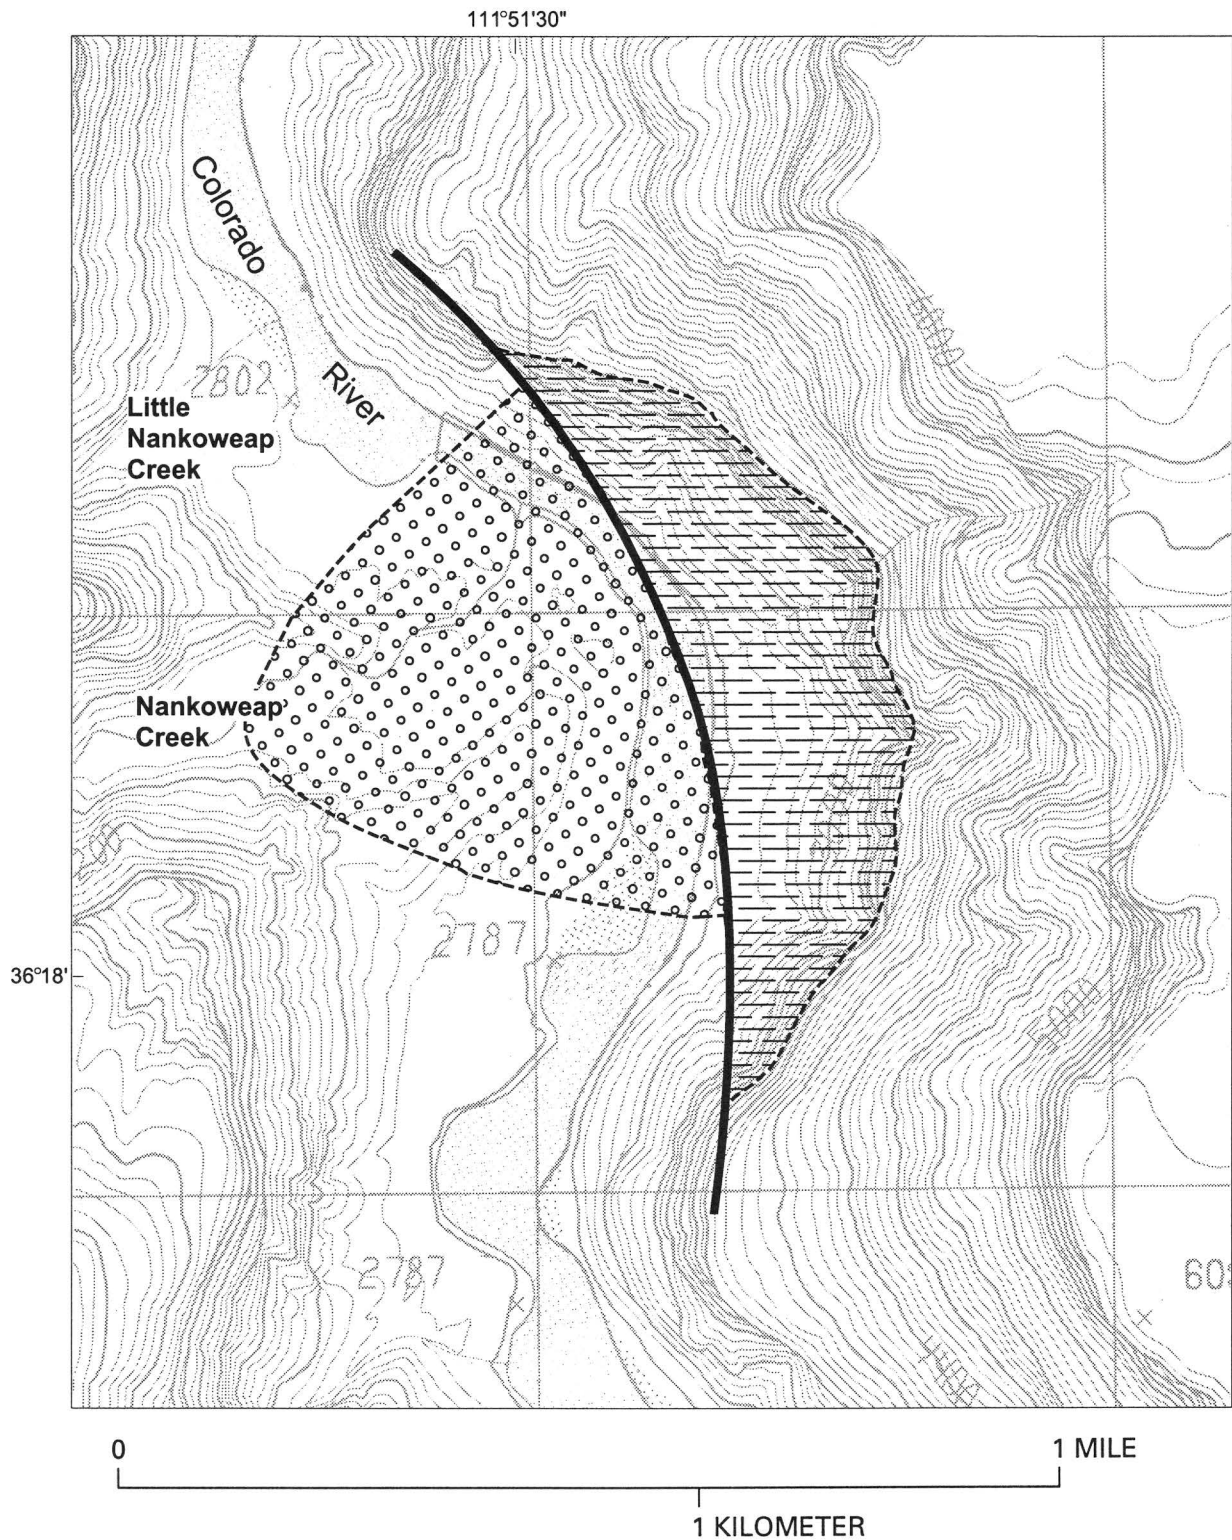 111°51'30"
Colorado
River
2802
Little
Nankoweap
Creek
Nankoweap
Creek
2787
36°18'
5000
2787
0
1 MILE
1 KILOMETER